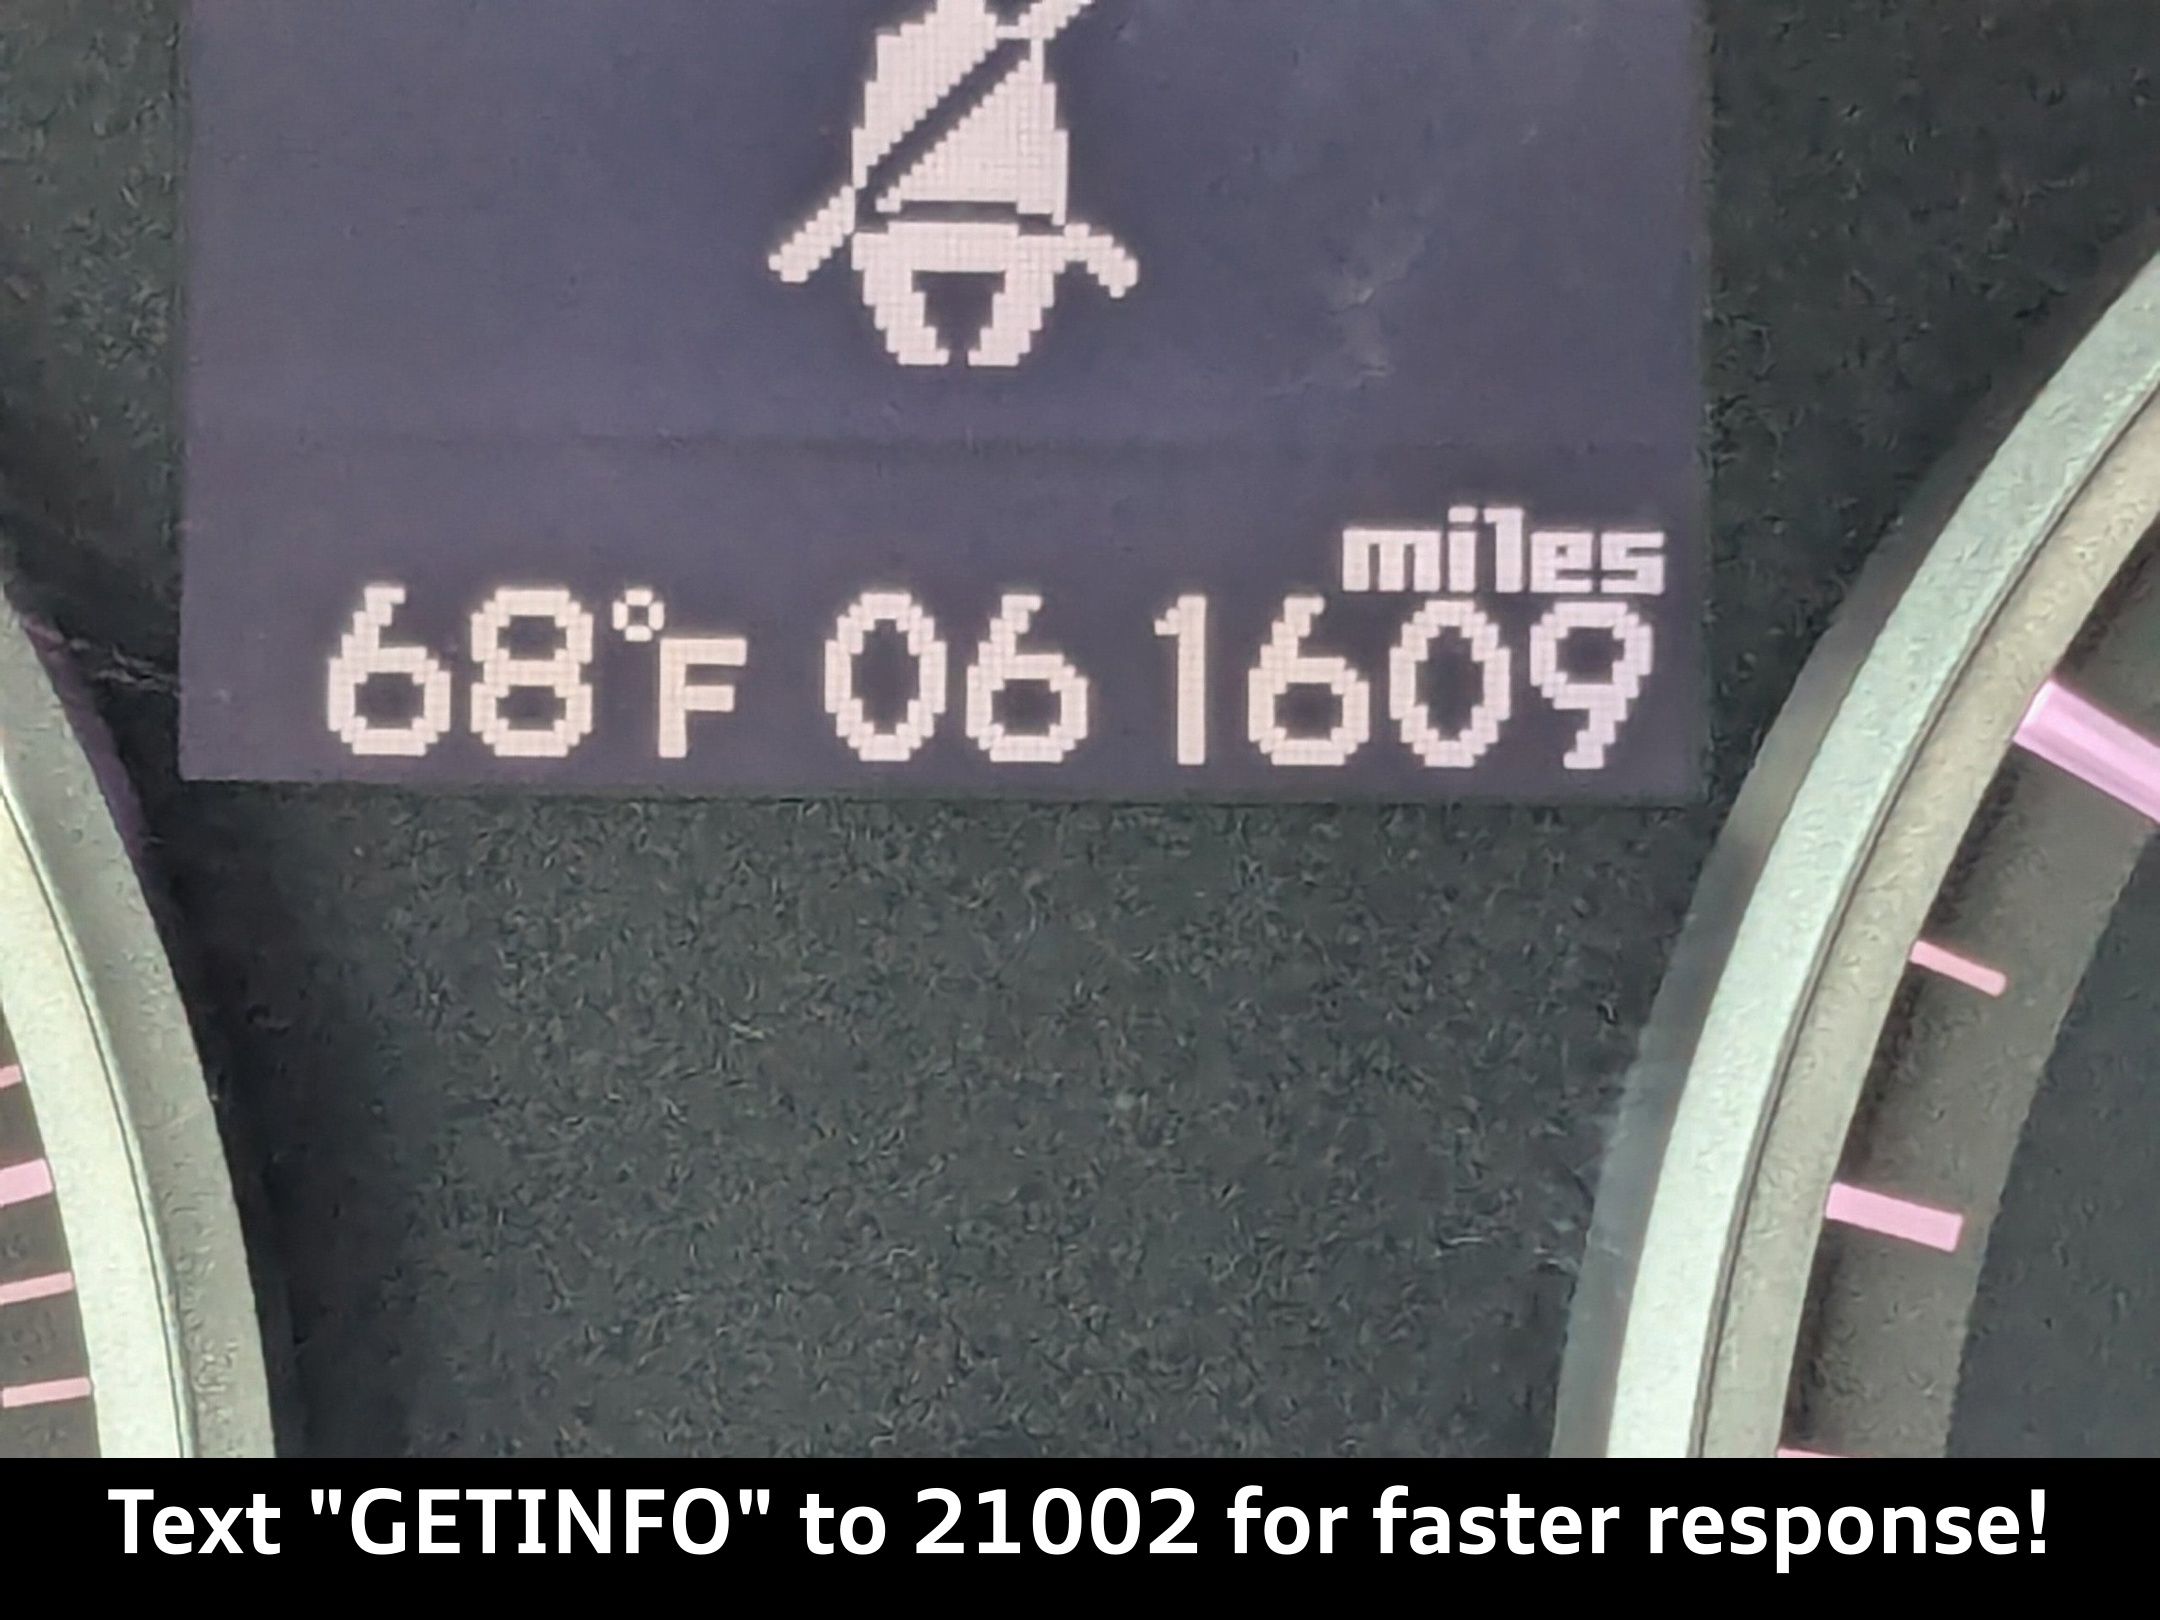 miles
68°F 061609
Text "GETINFO" to 21002 for faster response!